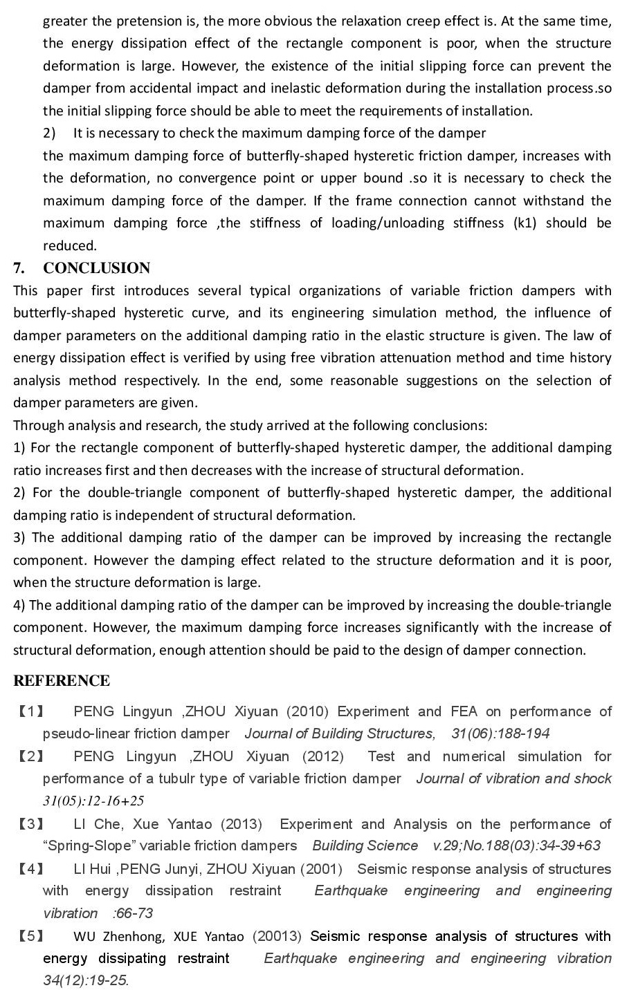 greater the pretension is, the more obvious the relaxation creep effect is. At the same time,
the energy dissipation effect of the rectangle component is poor, when the structure
deformation is large. However, the existence of the initial slipping force can prevent the
damper from accidental impact and inelastic deformation during the installation process.so
the initial slipping force should be able to meet the requirements of installation.
2) It is necessary to check the maximum damping force of the damper
the maximum damping force of butterfly-shaped hysteretic friction damper, increases with
the deformation, no convergence point or upper bound .so it is necessary to check the
maximum damping force of the damper. If the frame connection cannot withstand the
maximum damping force ,the stiffness of loading/unloading stiffness (k1) should be
reduced.
7. CONCLUSION
This paper first introduces several typical organizations of variable friction dampers with
butterfly-shaped hysteretic curve, and its engineering simulation method, the influence of
damper parameters on the additional damping ratio in the elastic structure is given. The law of
energy dissipation effect is verified by using free vibration attenuation method and time history
analysis method respectively. In the end, some reasonable suggestions on the selection of
damper parameters are given.
Through analysis and research, the study arrived at the following conclusions:
1) For the rectangle component of butterfly-shaped hysteretic damper, the additional damping
ratio increases first and then decreases with the increase of structural deformation.
2) For the double-triangle component of butterfly-shaped hysteretic damper, the additional
damping ratio is independent of structural deformation.
3) The additional damping ratio of the damper can be improved by increasing the rectangle
component. However the damping effect related to the structure deformation and it is poor,
when the structure deformation is large.
4) The additional damping ratio of the damper can be improved by increasing the double-triangle
component. However, the maximum damping force increases significantly with the increase of
structural deformation, enough attention should be paid to the design of damper connection.
REFERENCE
【1】 PENG Lingyun ,ZHOU Xiyuan (2010) Experiment and FEA on performance of
pseudo-linear friction damper Journal of Building Structures, 31(06):188-194
【2】 PENG Lingyun ,ZHOU Xiyuan (2012) Test and numerical simulation for
performance of a tubulr type of variable friction damper Journal of vibration and shock
31(05):12-16+25
【3】 LI Che, Xue Yantao (2013) Experiment and Analysis on the performance of
“Spring-Slope” variable friction dampers Building Science v.29;No.188(03):34-39+63
【4】 LI Hui ,PENG Junyi, ZHOU Xiyuan (2001) Seismic response analysis of structures
with energy dissipation restraint Earthquake engineering and engineering
vibration :66-73
【5】 WU Zhenhong, XUE Yantao (20013) Seismic response analysis of structures with
energy dissipating restraint Earthquake engineering and engineering vibration
34(12):19-25.